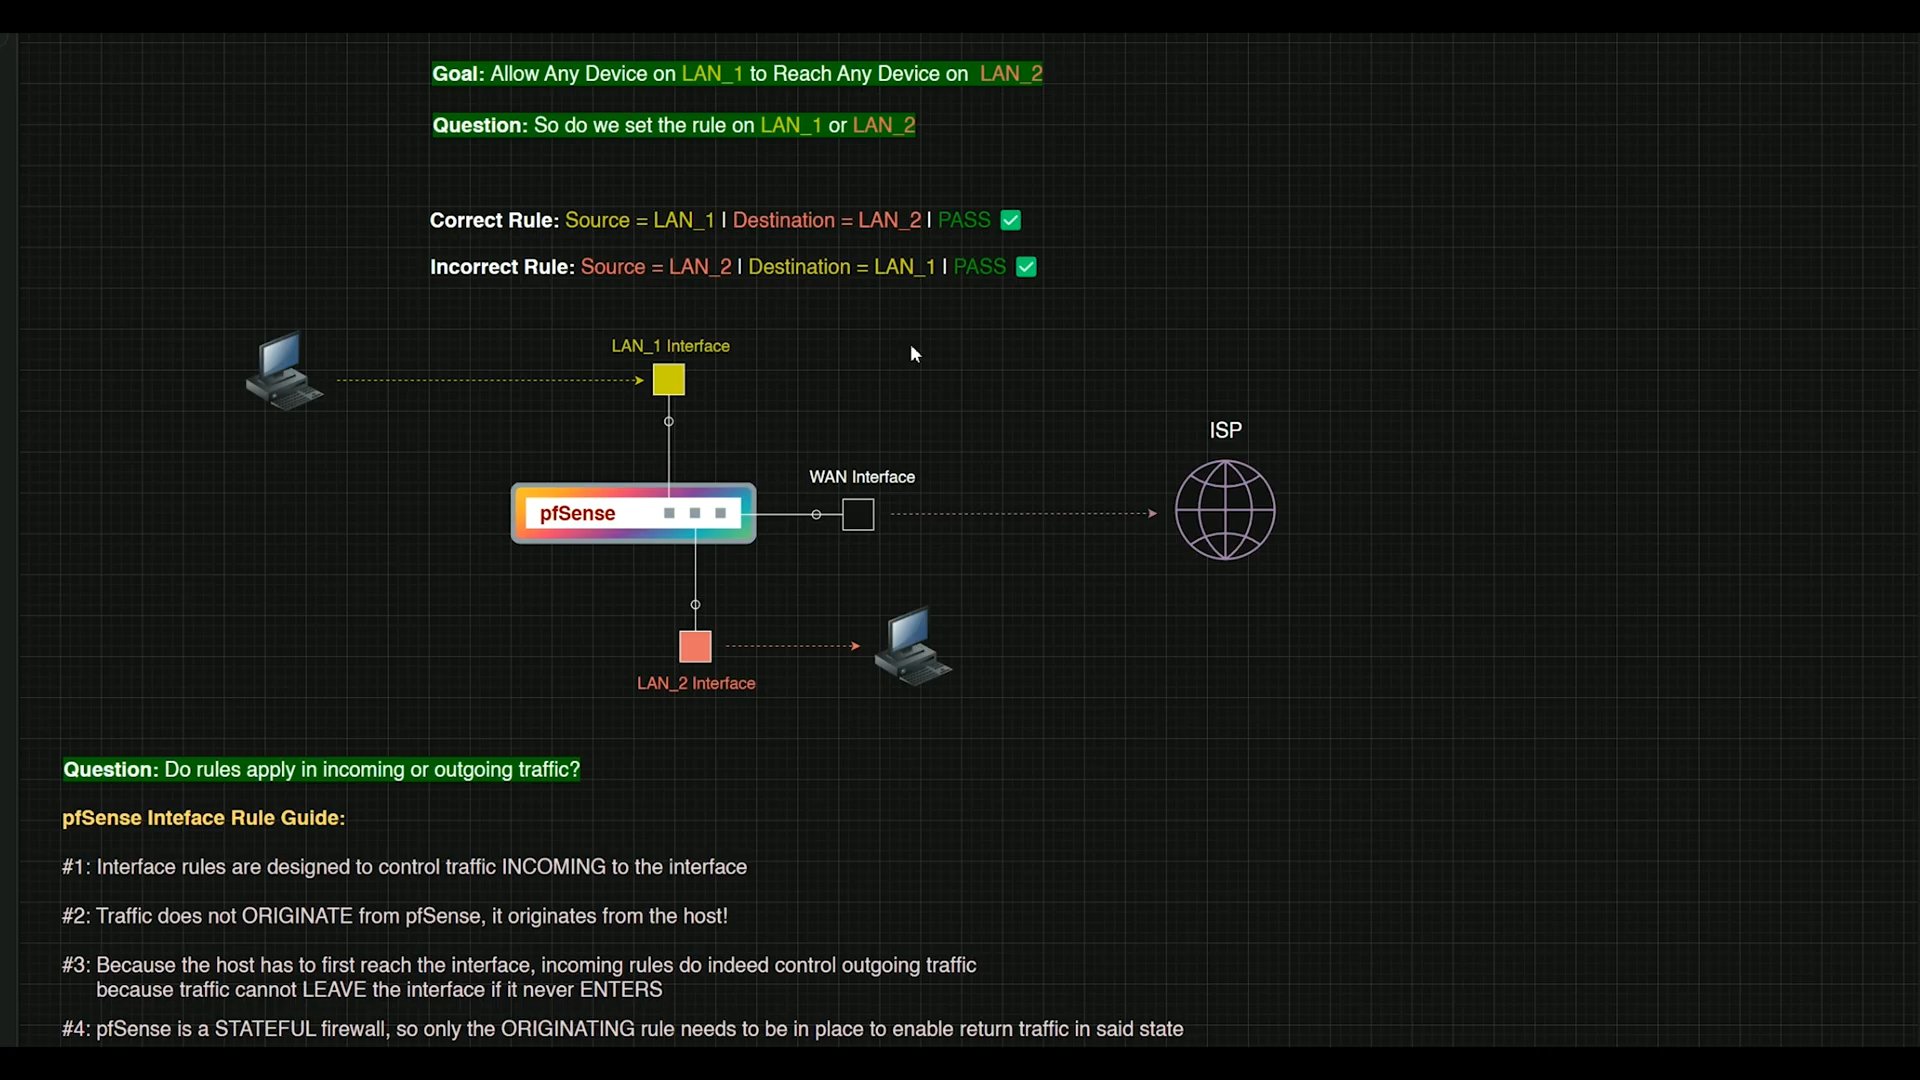 Goal: Allow Any Device on LAN_1 to Reach Any Device on LAN_2
Question: So do we set the rule on LAN_1 or LAN_2
Correct Rule: Source = LAN_1 | Destination = LAN_2 | PASS ✅
Incorrect Rule: Source = LAN_2 | Destination = LAN_1 | PASS ✅
LAN_1 Interface
ISP
WAN Interface
pfSense
LAN_2 Interface
Question: Do rules apply in incoming or outgoing traffic?
pfSense Inteface Rule Guide:
#1: Interface rules are designed to control traffic INCOMING to the interface
#2: Traffic does not ORIGINATE from pfSense, it originates from the host!
#3: Because the host has to first reach the interface, incoming rules do indeed control outgoing traffic
because traffic cannot LEAVE the interface if it never ENTERS
#4: pfSense is a STATEFUL firewall, so only the ORIGINATING rule needs to be in place to enable return traffic in said state